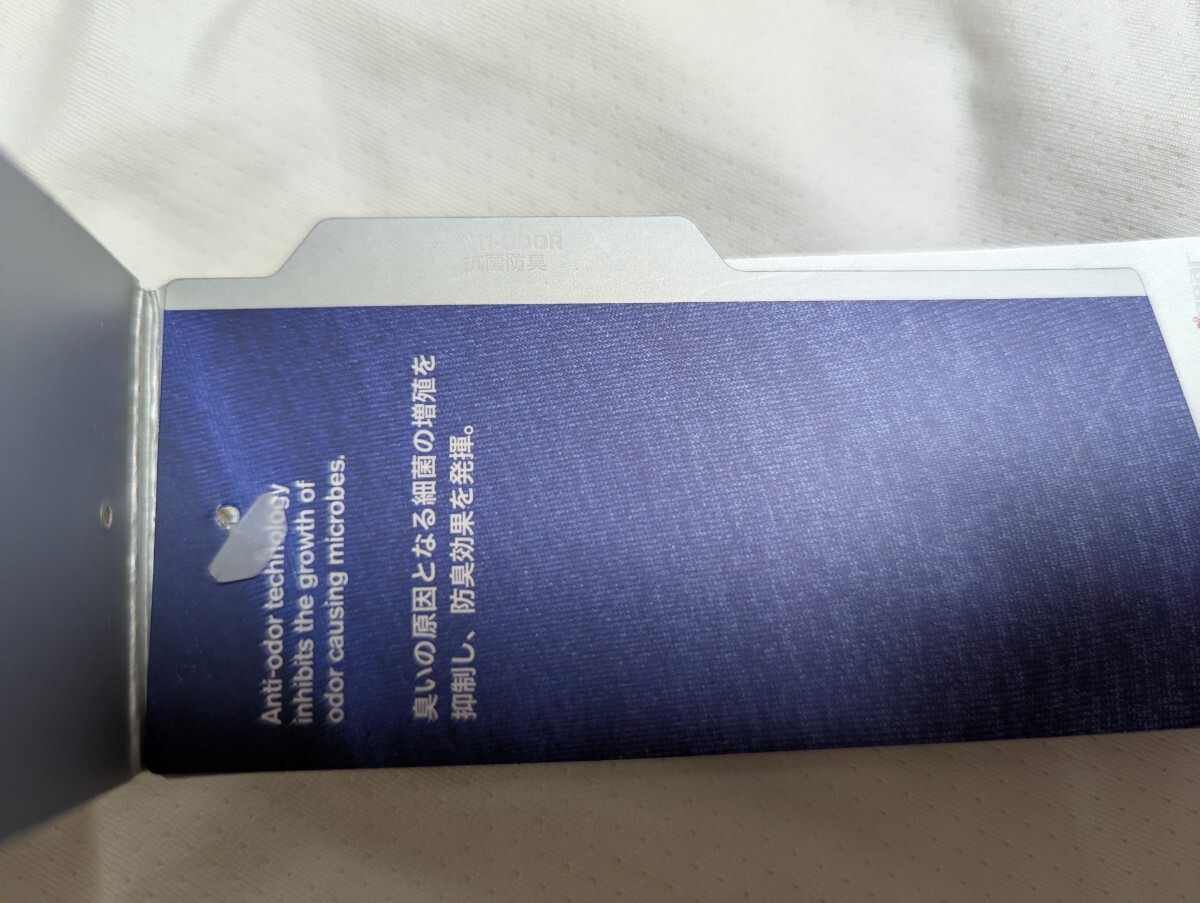 ANTI-ODOR
抗菌防臭
Anti-odor technology
inhibits the growth of
odor causing microbes.
臭いの原因となる細菌の増殖を
抑制し、防臭効果を発揮。